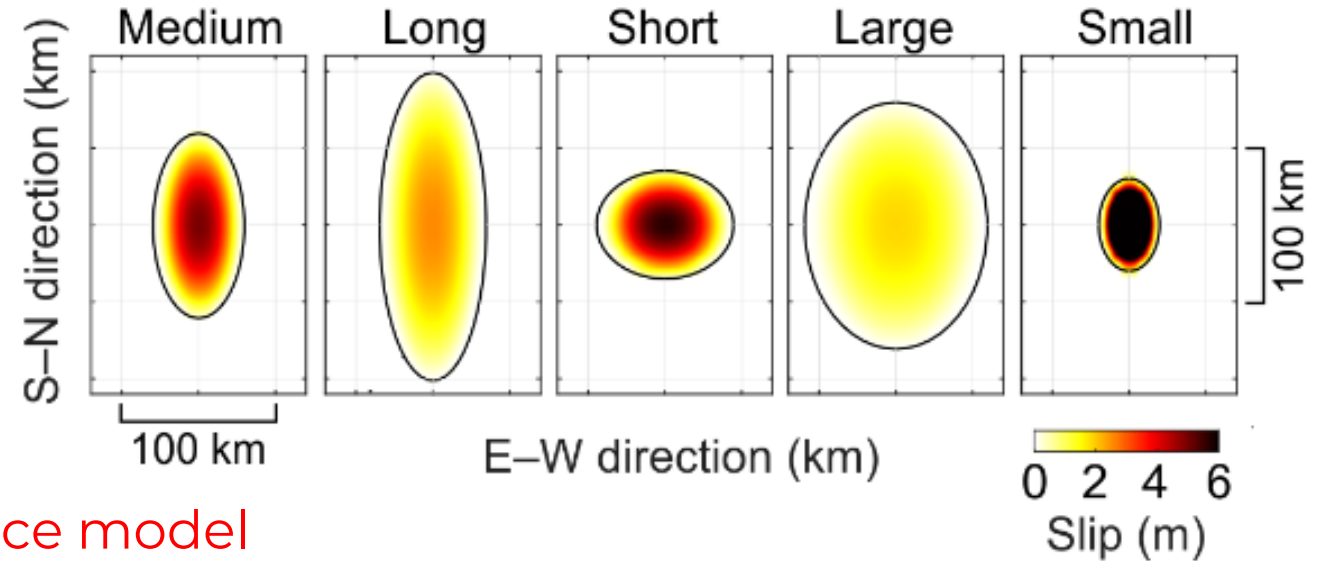 Medium Long Short Large Small
S–N direction (km)
100 km
100 km
E–W direction (km)
0 2 4 6
Slip (m)
ce model